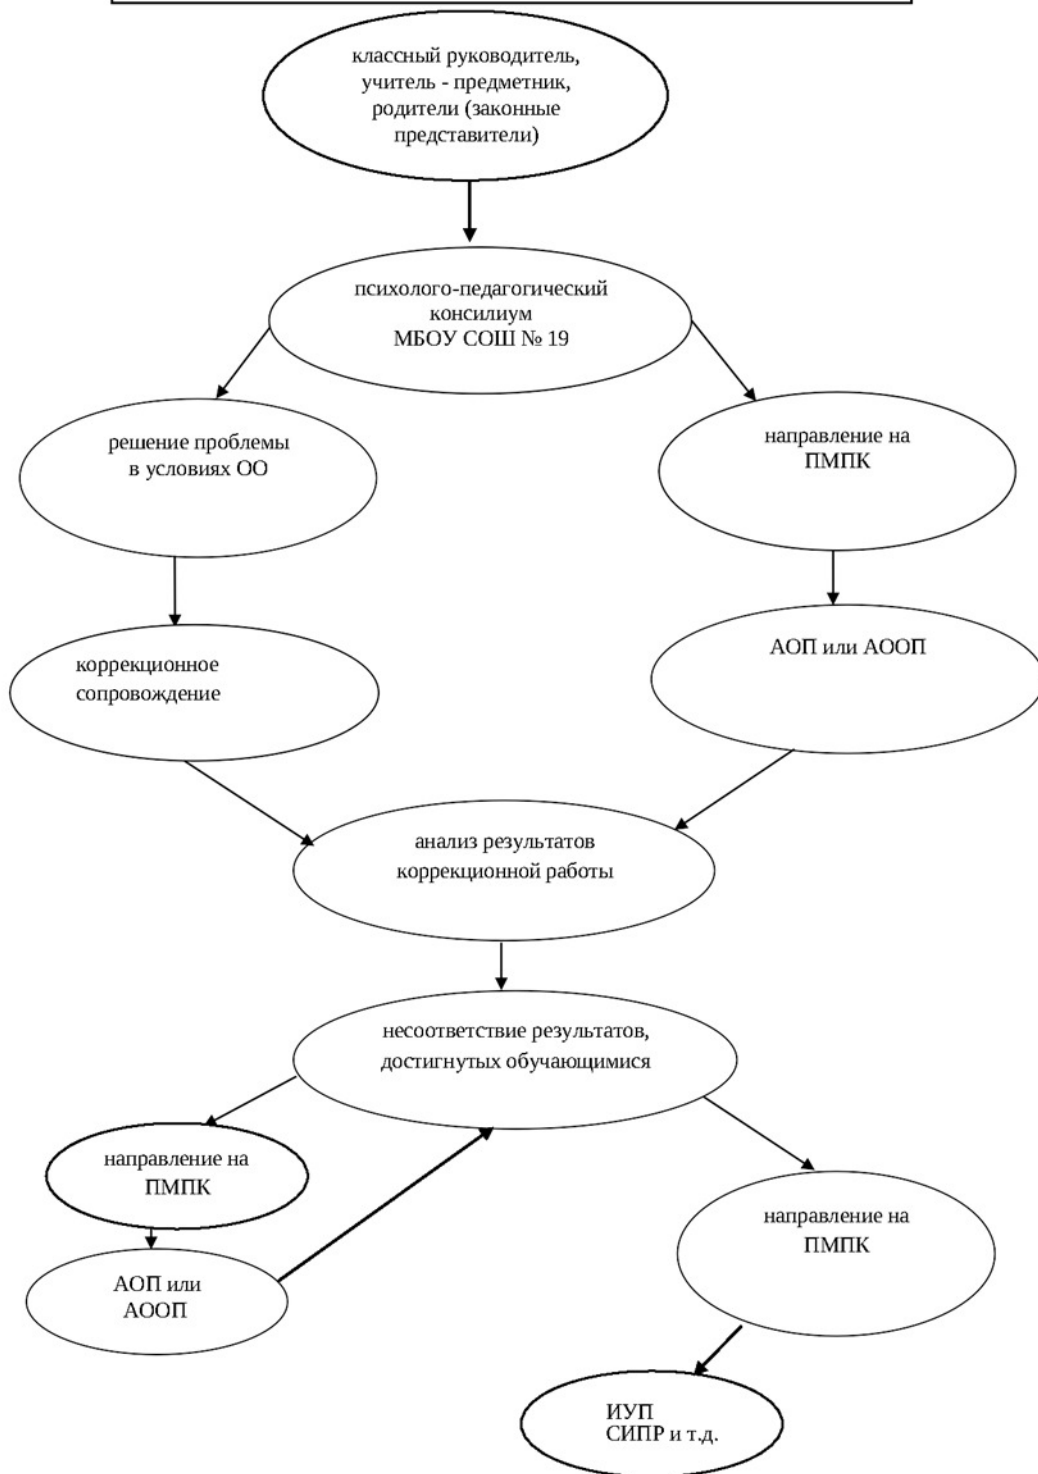 классный руководитель,
учитель - предметник,
родители (законные
представители)
психолого-педагогический
консилиум
МБОУ СОШ № 19
решение проблемы
в условиях ОО
направление на
ПМПК
коррекционное
сопровождение
АОП или АООП
анализ результатов
коррекционной работы
несоответствие результатов,
достигнутых обучающимися
направление на
ПМПК
направление на
ПМПК
АОП или
АООП
ИУП
СИПР и т.д.